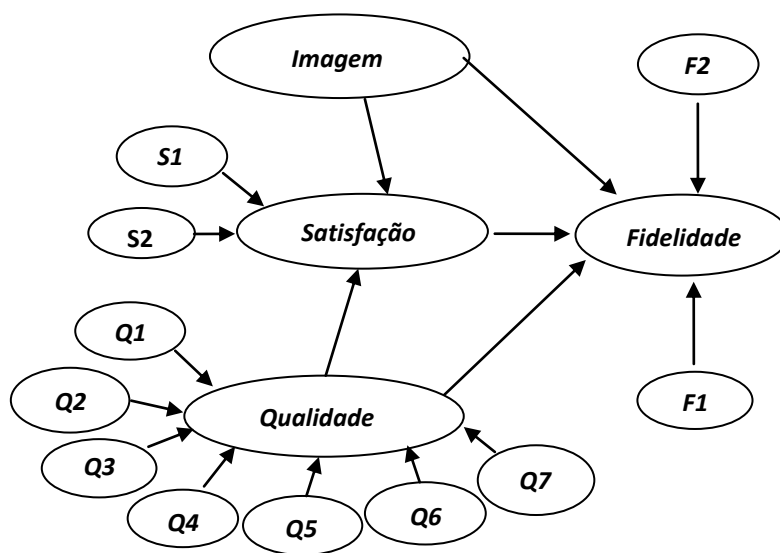 Imagem
F2
S1
S2
Satisfação
Fidelidade
Q1
Q2
Qualidade
F1
Q3
Q7
Q4
Q5
Q6